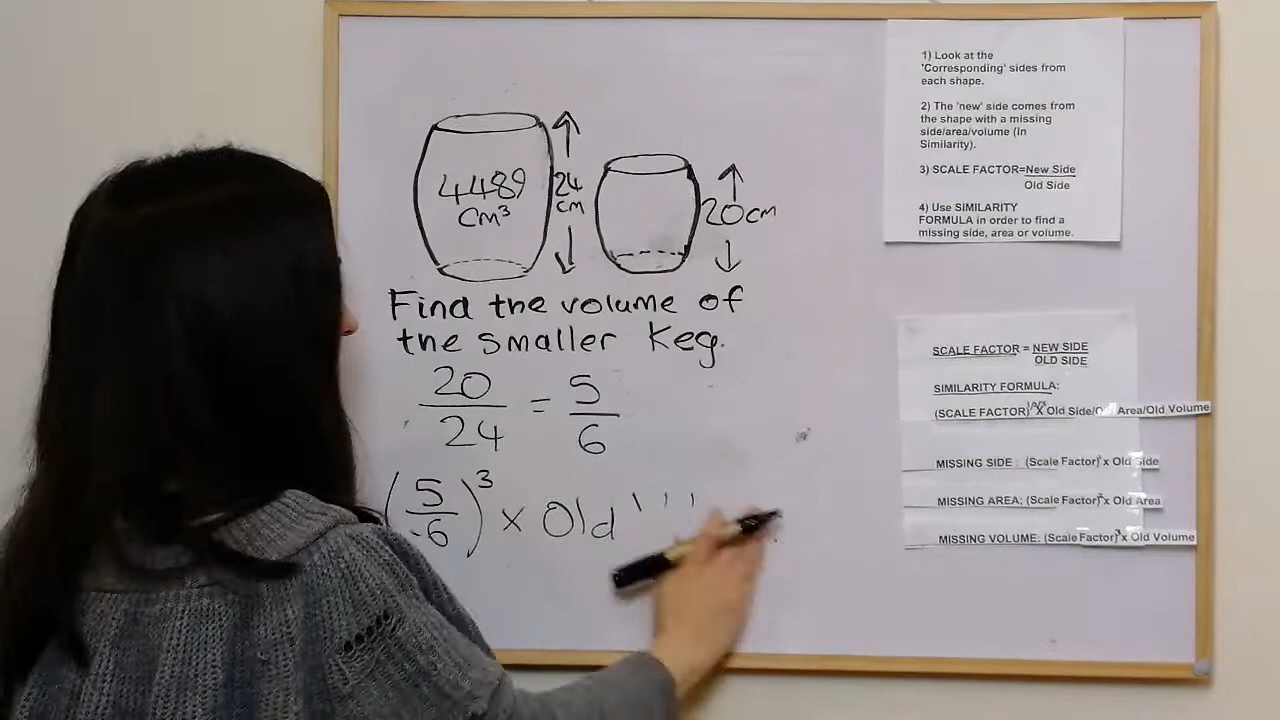 4489
cm³
24
cm
20cm
Find the volume of
the smaller keg.
20/24 = 5/6
(5/6)³ × Old
1) Look at the
'Corresponding' sides from
each shape.
2) The 'new' side comes from
the shape with a missing
side/area/volume (In
Similarity).
3) SCALE FACTOR=New Side
Old Side
4) Use SIMILARITY
FORMULA in order to find a
missing side, area or volume.
SCALE FACTOR = NEW SIDE
OLD SIDE
SIMILARITY FORMULA:
(SCALE FACTOR) x Old Side/ Area/Old Volume
MISSING SIDE : (Scale Factor) x Old Side
MISSING AREA: (Scale Factor)² x Old Area
MISSING VOLUME: (Scale Factor)³ x Old Volume